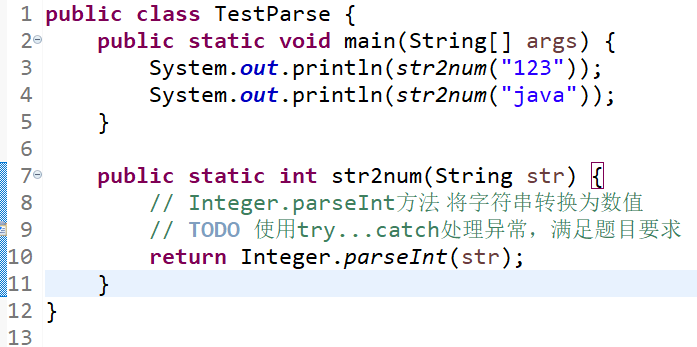 1 public class TestParse {
2 public static void main(String[] args) {
3 System.out.println(str2num("123"));
4 System.out.println(str2num("java"));
5 }
6
7 public static int str2num(String str) {
8 // Integer.parseInt方法 将字符串转换为数值
9 // TODO 使用try...catch处理异常，满足题目要求
10 return Integer.parseInt(str);
11 }
12 }
13